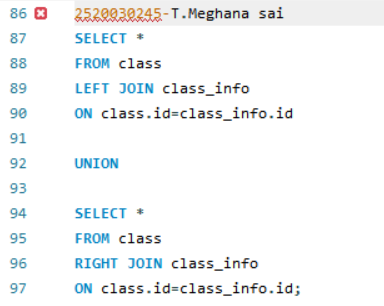 86 2520030245-T.Meghana sai
87 SELECT *
88 FROM class
89 LEFT JOIN class_info
90 ON class.id=class_info.id
91
92 UNION
93
94 SELECT *
95 FROM class
96 RIGHT JOIN class_info
97 ON class.id=class_info.id;